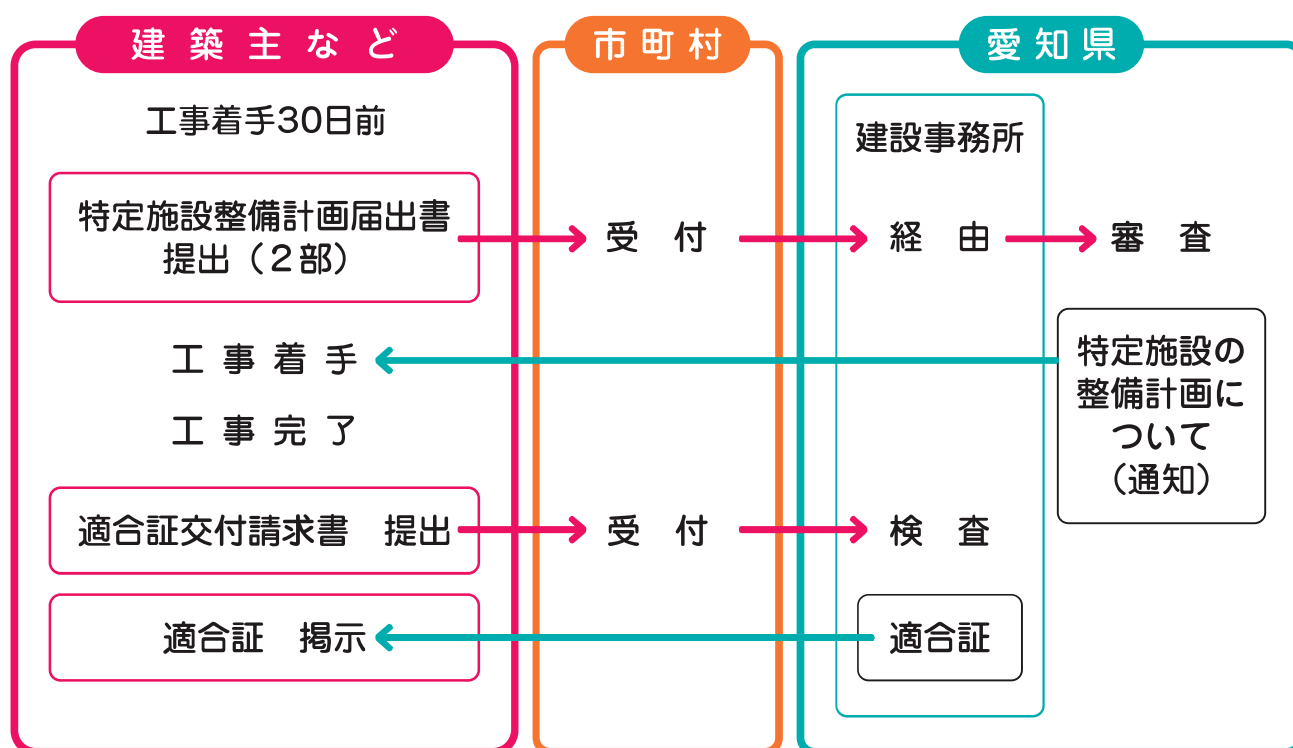 建築主など
市町村
愛知県
工事着手30日前
建設事務所
特定施設整備計画届出書
提出（２部）
受　付
経　由
審　査
工事着手
特定施設の
整備計画に
ついて
（通知）
工事完了
適合証交付請求書　提出
受　付
検　査
適合証　掲示
適合証